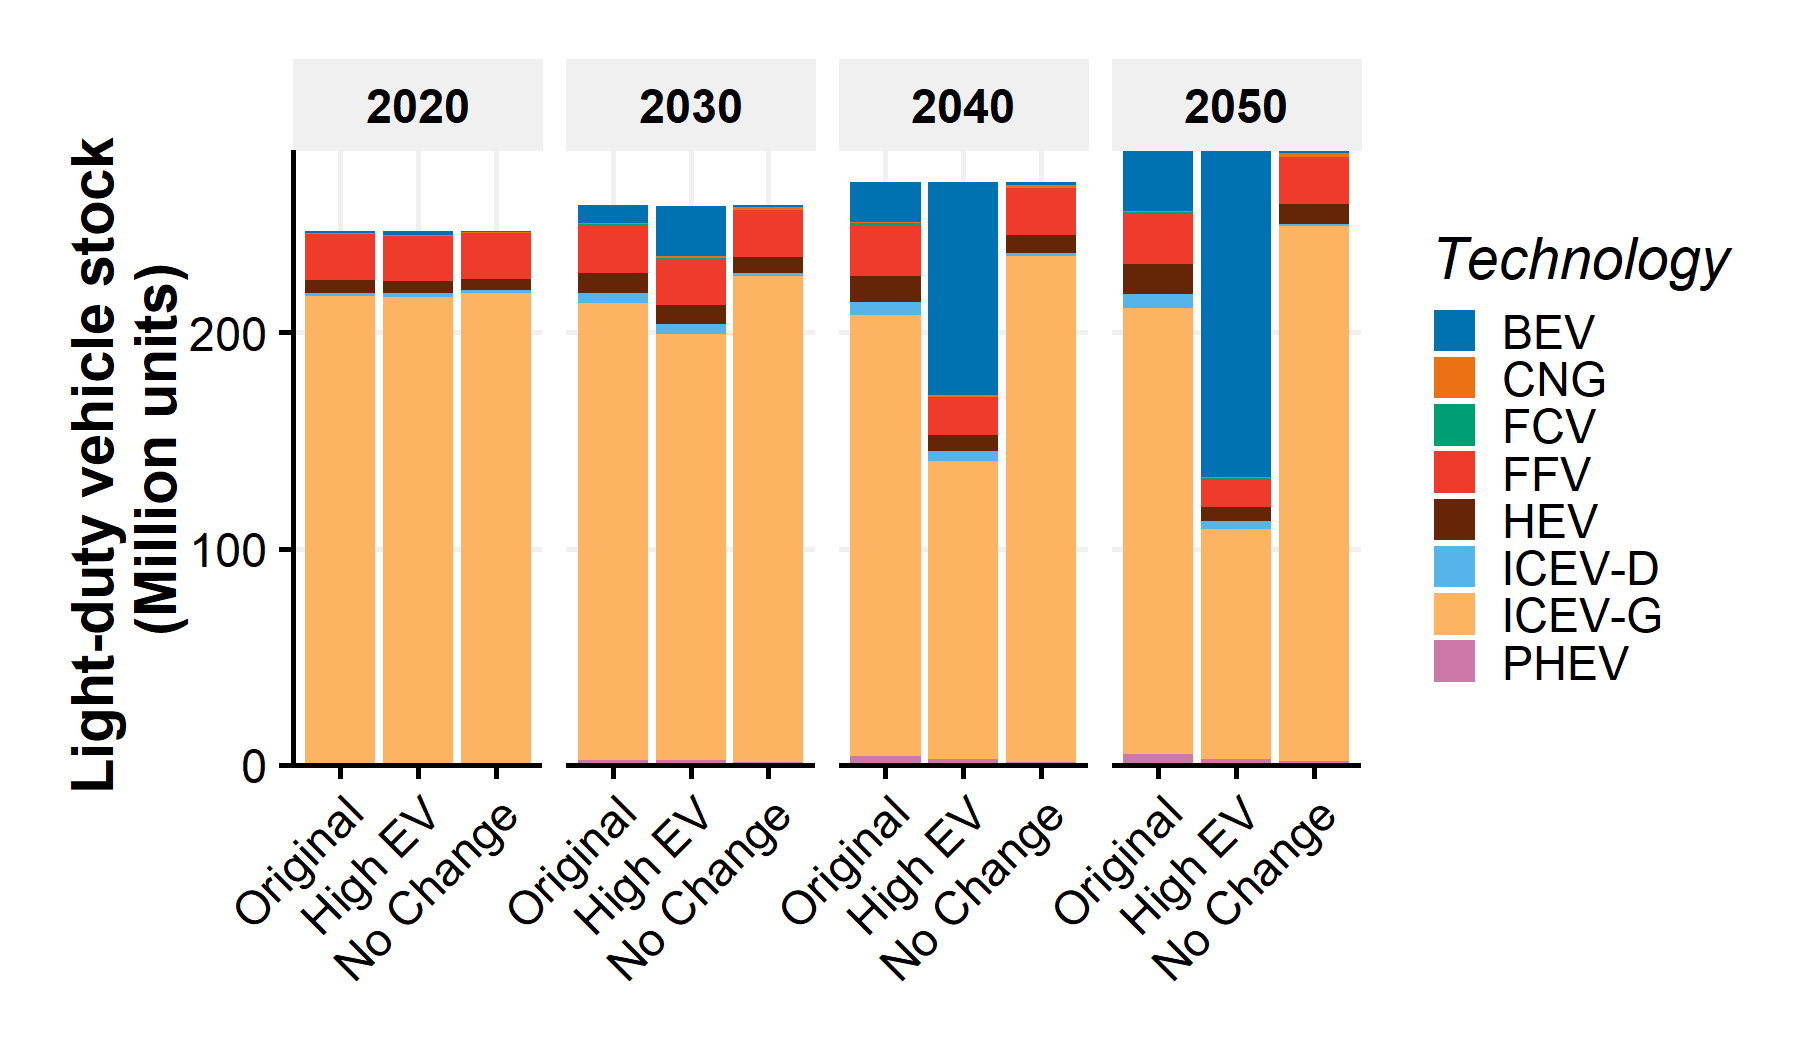 2020
2030
2040
2050
Light-duty vehicle stock
(Million units)
200
100
0
Original
High EV
No Change
Original
High EV
No Change
Original
High EV
No Change
Original
High EV
No Change
Technology
BEV
CNG
FCV
FFV
HEV
ICEV-D
ICEV-G
PHEV